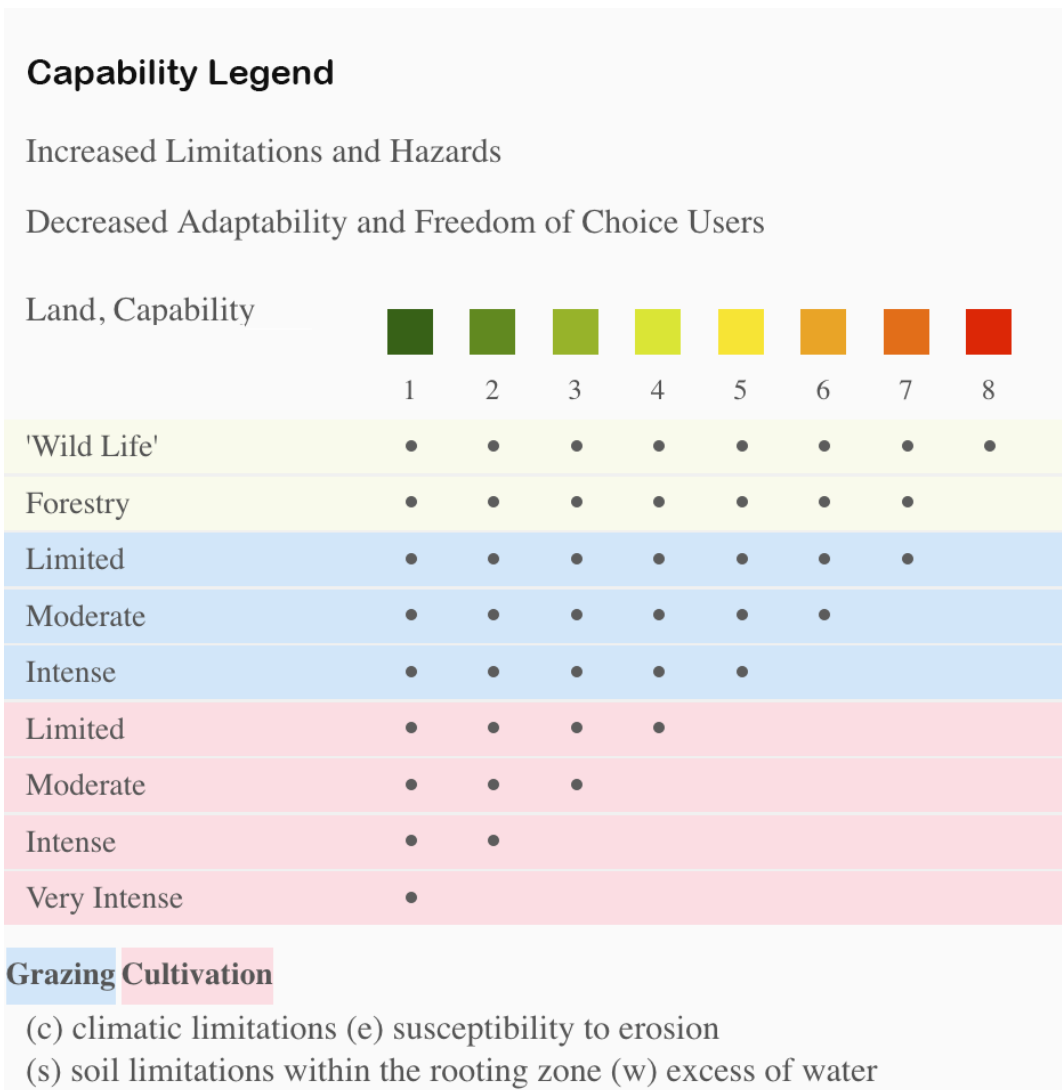 Capability Legend
Increased Limitations and Hazards
Decreased Adaptability and Freedom of Choice Users
Land, Capability
1 2 3 4 5 6 7 8
'Wild Life' • • • • • • • •
Forestry • • • • • • •
Limited • • • • • • •
Moderate • • • • • •
Intense • • • • •
Limited • • • •
Moderate • • •
Intense • •
Very Intense •
Grazing Cultivation
(c) climatic limitations (e) susceptibility to erosion
(s) soil limitations within the rooting zone (w) excess of water